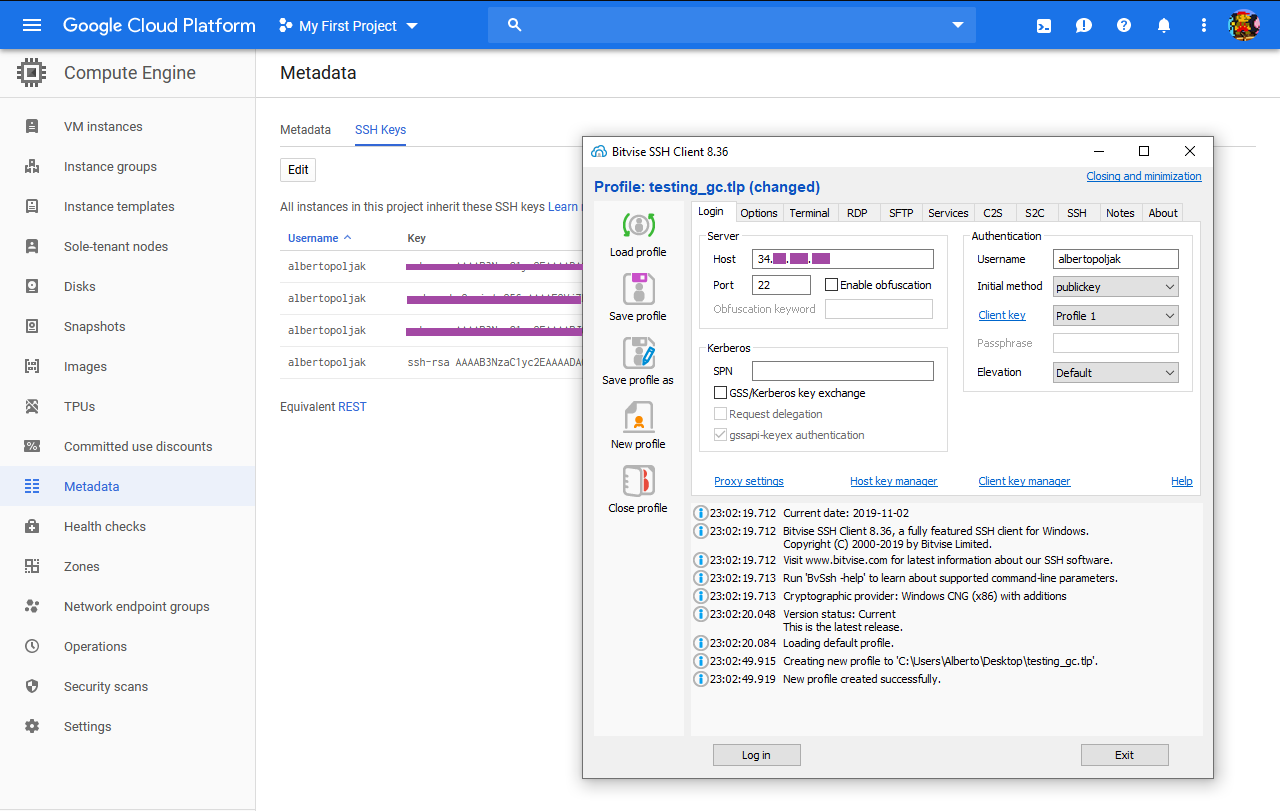 Google Cloud Platform
My First Project
Compute Engine
Metadata
VM instances
Instance groups
Instance templates
Sole-tenant nodes
Disks
Snapshots
Images
TPUs
Committed use discounts
Metadata
Health checks
Zones
Network endpoint groups
Operations
Security scans
Settings
Metadata SSH Keys
Edit
All instances in this project inherit these SSH keys Learn
Username Key
albertopoljak
albertopoljak
albertopoljak
albertopoljak ssh-rsa AAAAB3NzaC1yc2EAAAADA
Equivalent REST
Bitvise SSH Client 8.36
Closing and minimization
Profile: testing_gc.tlp (changed)
Load profile
Save profile
Save profile as
New profile
Close profile
Login Options Terminal RDP SFTP Services C2S S2C SSH Notes About
Server
Host 34.
Port 22 Enable obfuscation
Obfuscation keyword
Kerberos
SPN
GSS/Kerberos key exchange
Request delegation
gssapi-keyex authentication
Authentication
Username albertopoljak
Initial method publickey
Client key Profile 1
Passphrase
Elevation Default
Proxy settings Host key manager Client key manager Help
23:02:19.712 Current date: 2019-11-02
23:02:19.712 Bitvise SSH Client 8.36, a fully featured SSH client for Windows.
Copyright (C) 2000-2019 by Bitvise Limited.
23:02:19.712 Visit www.bitvise.com for latest information about our SSH software.
23:02:19.713 Run 'BvSsh -help' to learn about supported command-line parameters.
23:02:19.713 Cryptographic provider: Windows CNG (x86) with additions
23:02:20.048 Version status: Current
This is the latest release.
23:02:20.084 Loading default profile.
23:02:49.915 Creating new profile to 'C:\Users\Alberto\Desktop\testing_gc.tlp'.
23:02:49.919 New profile created successfully.
Log in Exit